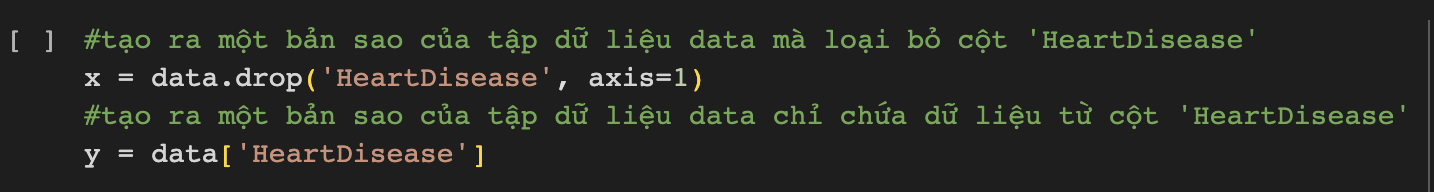 [ ] #tạo ra một bản sao của tập dữ liệu data mà loại bỏ cột 'HeartDisease'
x = data.drop('HeartDisease', axis=1)
#tạo ra một bản sao của tập dữ liệu data chỉ chứa dữ liệu từ cột 'HeartDisease'
y = data['HeartDisease']